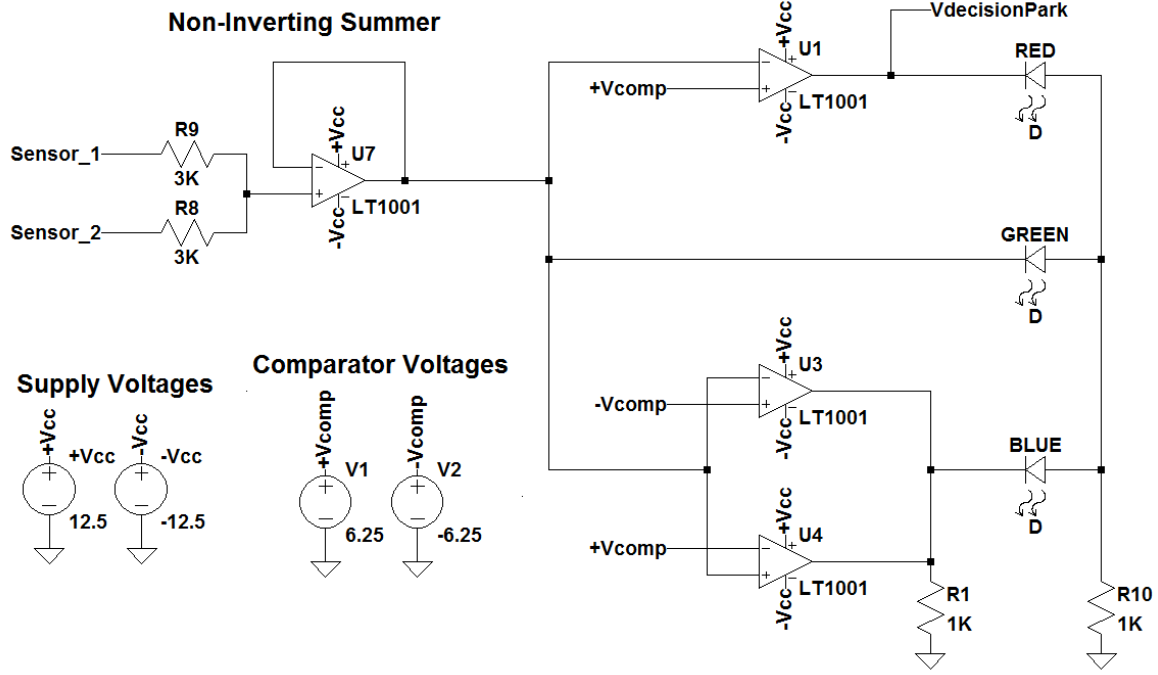 Non-Inverting Summer
VdecisionPark
+Vcc
U1
RED
+Vcomp
-Vcc
LT1001
D
R9
Sensor_1
3K
+Vcc
U7
R8
-Vcc
LT1001
Sensor_2
3K
GREEN
D
Comparator Voltages
+Vcc
U3
Supply Voltages
-Vcomp
-Vcc
LT1001
+Vcc
-Vcc
+Vcomp
-Vcomp
BLUE
+Vcc
-Vcc
V1
V2
D
12.5
-12.5
6.25
-6.25
+Vcc
U4
+Vcomp
-Vcc
LT1001
R1
1K
R10
1K